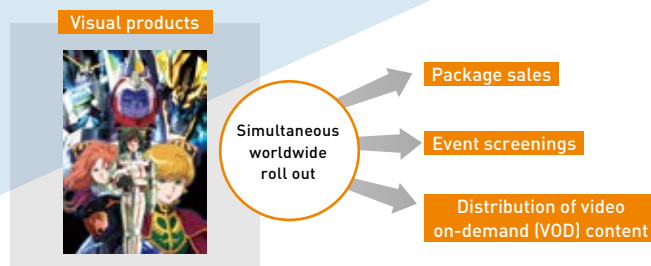 Visual products
Simultaneous
worldwide
roll out
Package sales
Event screenings
Distribution of video
on-demand (VOD) content